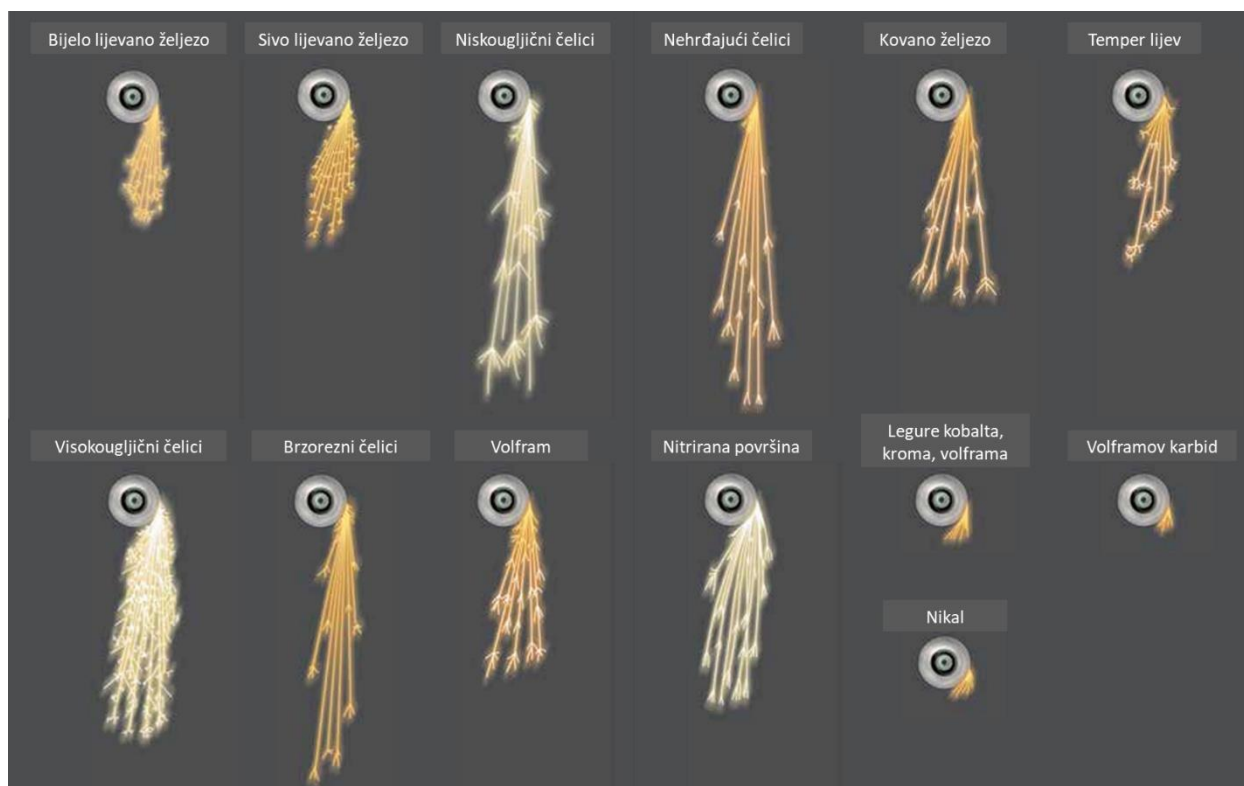 Bijelo lijevano željezo
Sivo lijevano željezo
Niskougljični čelici
Nehrđajući čelici
Kovano željezo
Temper lijev
Visokougljični čelici
Brzorezni čelici
Volfram
Nitrirana površina
Legure kobalta,
kroma, volframa
Volframov karbid
Nikal